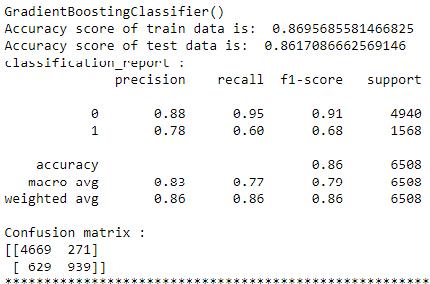 GradientBoostingClassifier()
Accuracy score of train data is:  0.8695685581466825
Accuracy score of test data is:  0.8617086662569146
classification_report :
precision    recall  f1-score   support
0       0.88      0.95      0.91      4940
1       0.78      0.60      0.68      1568
accuracy                           0.86      6508
macro avg       0.83      0.77      0.79      6508
weighted avg       0.86      0.86      0.86      6508
Confusion matrix :
[[4669  271]
[ 629  939]]
******************************************************